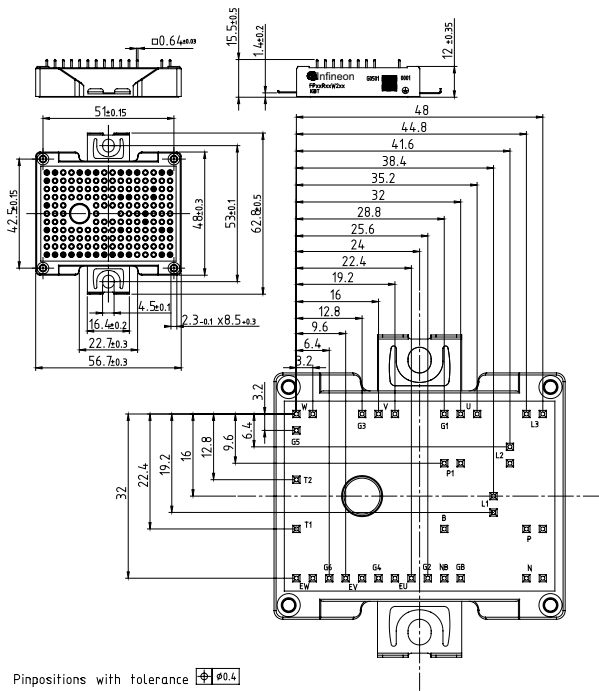 □0.64±0.03
15.5±0.5
1.4±0.2
12 ±0.35
infineon
G0501
0001
FPxxRxxW2xx
IGBT
51±0.15
42.5±0.15
48±0.3
53±0.1
62.8±0.5
4.5±0.1
16.4±0.2
2.3-0.1 x8.5+0.3
22.7±0.3
56.7±0.3
48
44.8
41.6
38.4
35.2
32
28.8
25.6
24
22.4
19.2
16
12.8
9.6
6.4
3.2
3.2
6.4
9.6
12.8
16
19.2
22.4
32
W
V
U
G5
G3
G1
L3
L2
P1
T2
L1
T1
B
P
G6
G4
G2
NB
GB
N
EW
EV
EU
Pinpositions with tolerance ⌖ ø0.4